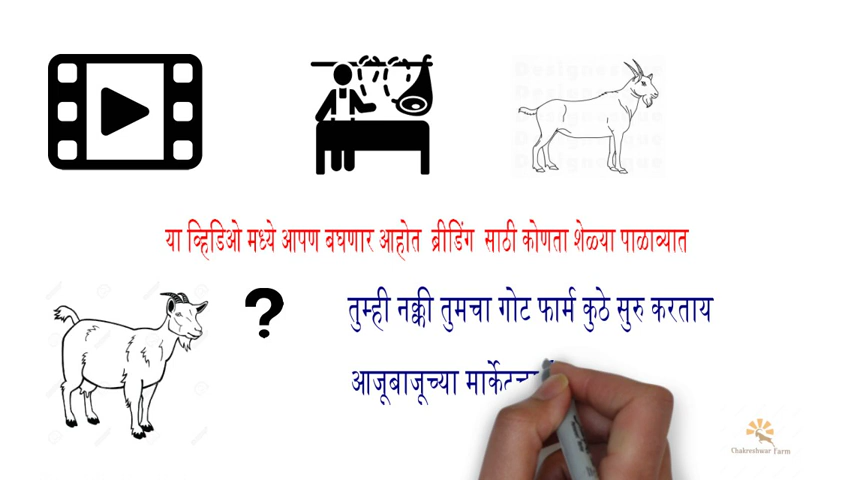 या व्हिडिओ मध्ये आपण बघणार आहोत ब्रीडिंग साठी कोणता शेळ्या पाळाव्यात
तुम्ही नक्की तुमचा गोट फार्म कुठे सुरु करताय
आजूबाजूच्या
Chakreshwar Farm